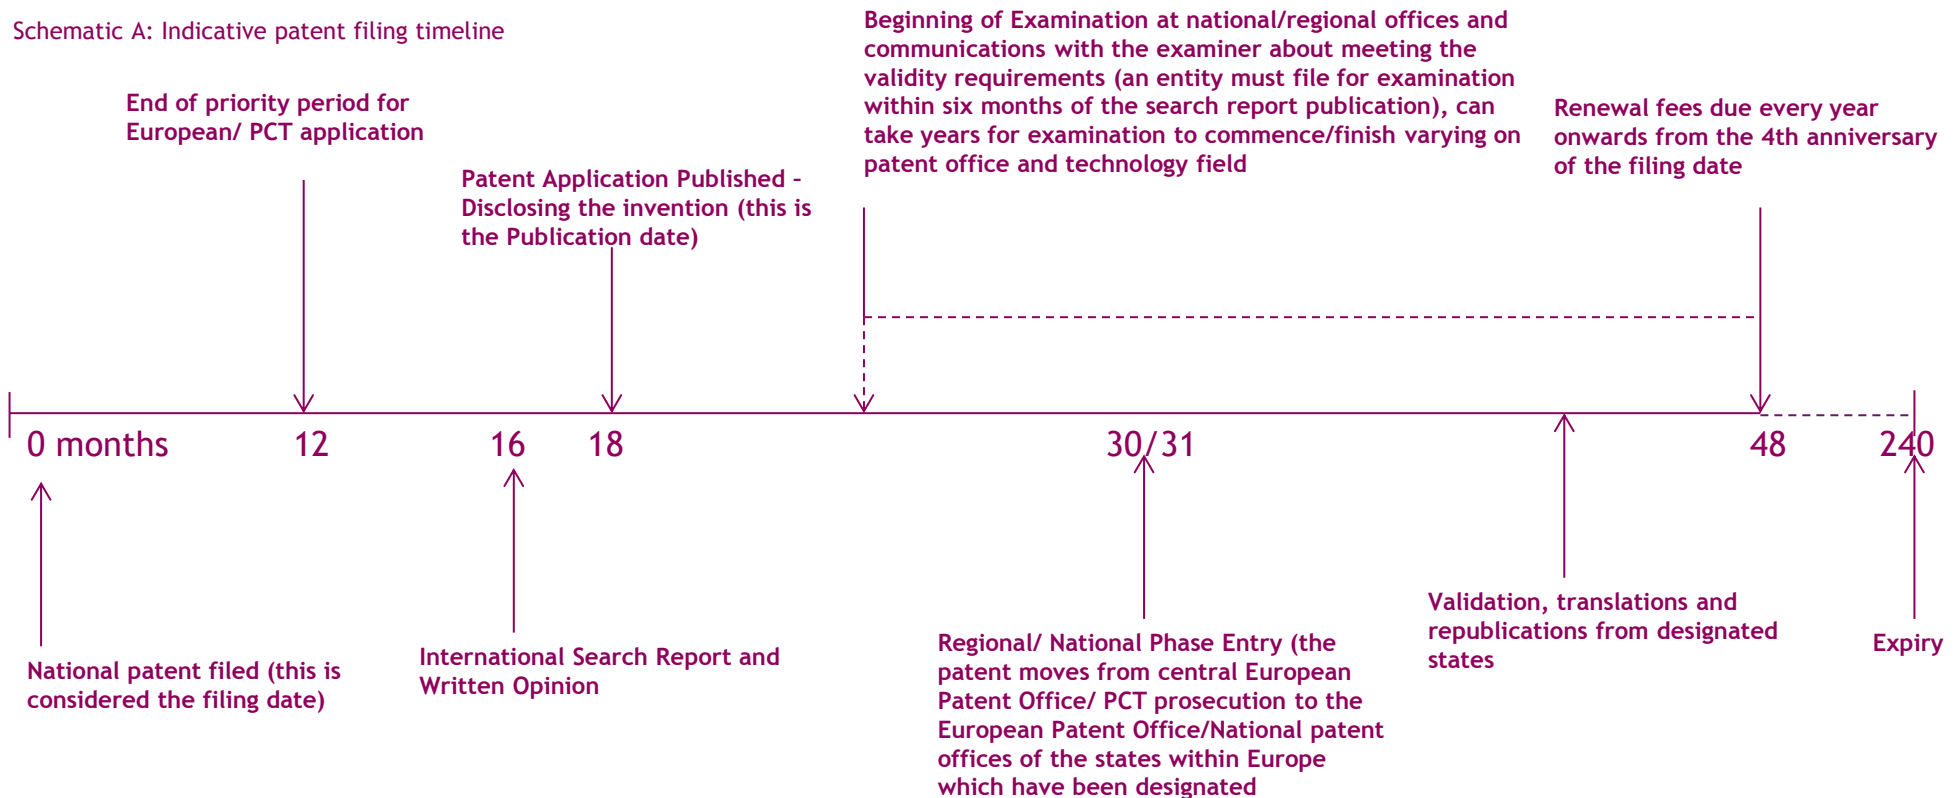 Schematic A: Indicative patent filing timeline
End of priority period for
European/ PCT application
Patent Application Published –
Disclosing the invention (this is
the Publication date)
Beginning of Examination at national/regional offices and
communications with the examiner about meeting the
validity requirements (an entity must file for examination
within six months of the search report publication), can
take years for examination to commence/finish varying on
patent office and technology field
Renewal fees due every year
onwards from the 4th anniversary
of the filing date
0 months
12
16
18
30/31
48
240
National patent filed (this is
considered the filing date)
International Search Report and
Written Opinion
Regional/ National Phase Entry (the
patent moves from central European
Patent Office/ PCT prosecution to the
European Patent Office/National patent
offices of the states within Europe
which have been designated
Validation, translations and
republications from designated
states
Expiry